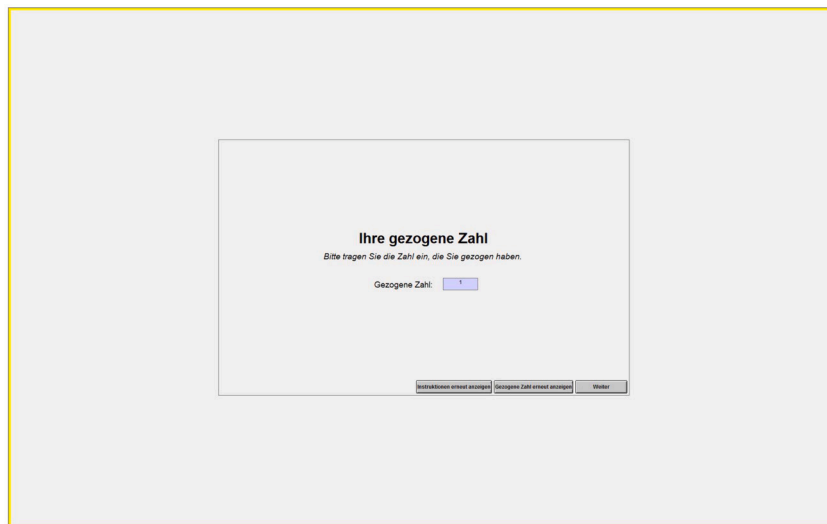 Ihre gezogene Zahl
Bitte tragen Sie die Zahl ein, die Sie gezogen haben.
Gezogene Zahl: 1
Instruktionen erneut anzeigen Gezogene Zahl erneut anzeigen Weiter